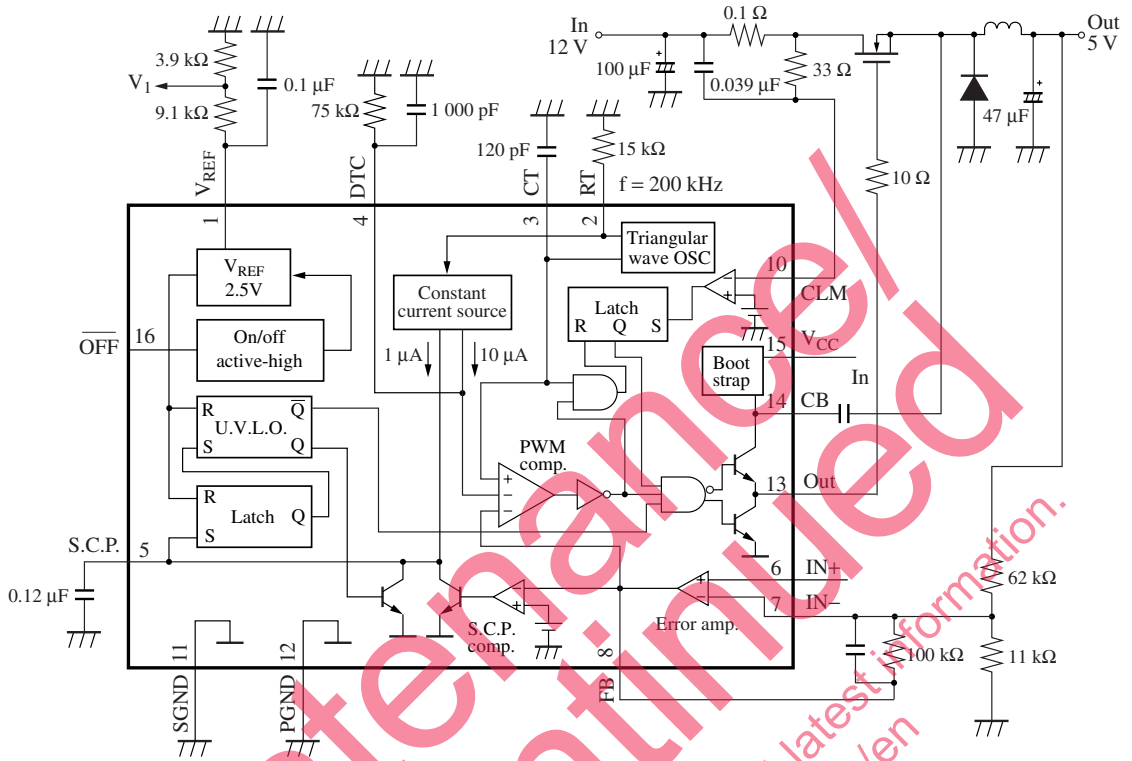 In
12 V
0.1 Ω
Out
5 V
3.9 kΩ
V1
9.1 kΩ
0.1 µF
75 kΩ
1 000 pF
100 µF
0.039 µF
33 Ω
47 µF
120 pF
15 kΩ
10 Ω
VREF
DTC
CT
RT
f = 200 kHz
1
4
3
2
VREF
2.5V
Constant
current source
Triangular
wave OSC
10
CLM
Latch
R Q S
OFF
16
On/off
active-high
1 µA
10 µA
15
VCC
Boot
strap
In
14
CB
R Q
U.V.L.O.
S Q
PWM
comp.
13
Out
R
Latch Q
S
S.C.P.
5
0.12 µF
6
IN+
7
IN−
62 kΩ
S.C.P.
comp.
Error amp.
8
FB
100 kΩ
11 kΩ
SGND
11
PGND
12
tenance/
tinued
latest information.
/en